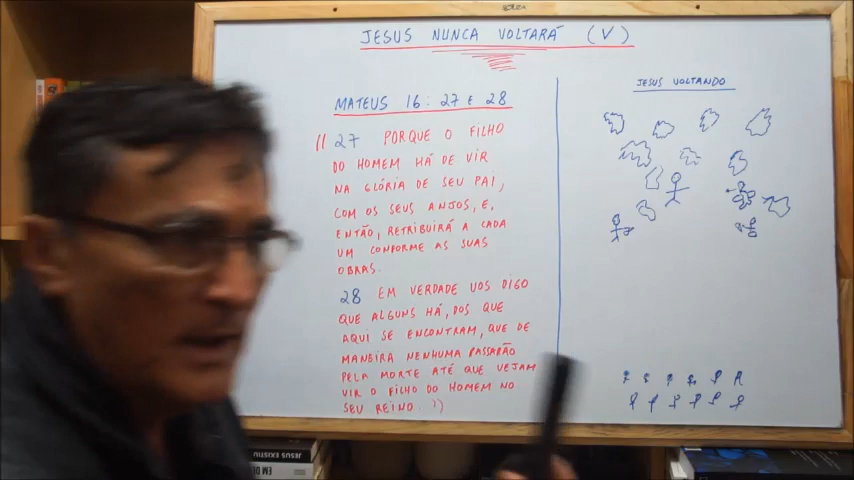 JESUS NUNCA VOLTARÁ (V)
MATEUS 16: 27 E 28
JESUS VOLTANDO
" 27 PORQUE O FILHO
DO HOMEM HÁ DE VIR
NA GLÓRIA DE SEU PAI,
COM OS SEUS ANJOS, E,
ENTÃO, RETRIBUIRÁ A CADA
UM CONFORME AS SUAS
OBRAS.
28 EM VERDADE VOS DIGO
QUE ALGUNS HÁ, DOS QUE
AQUI SE ENCONTRAM, QUE DE
MANEIRA NENHUMA PASSARÃO
PELA MORTE ATÉ QUE VEJAM
VIR O FILHO DO HOMEM NO
SEU REINO. ")
JESUS EXISTIU
EM DE